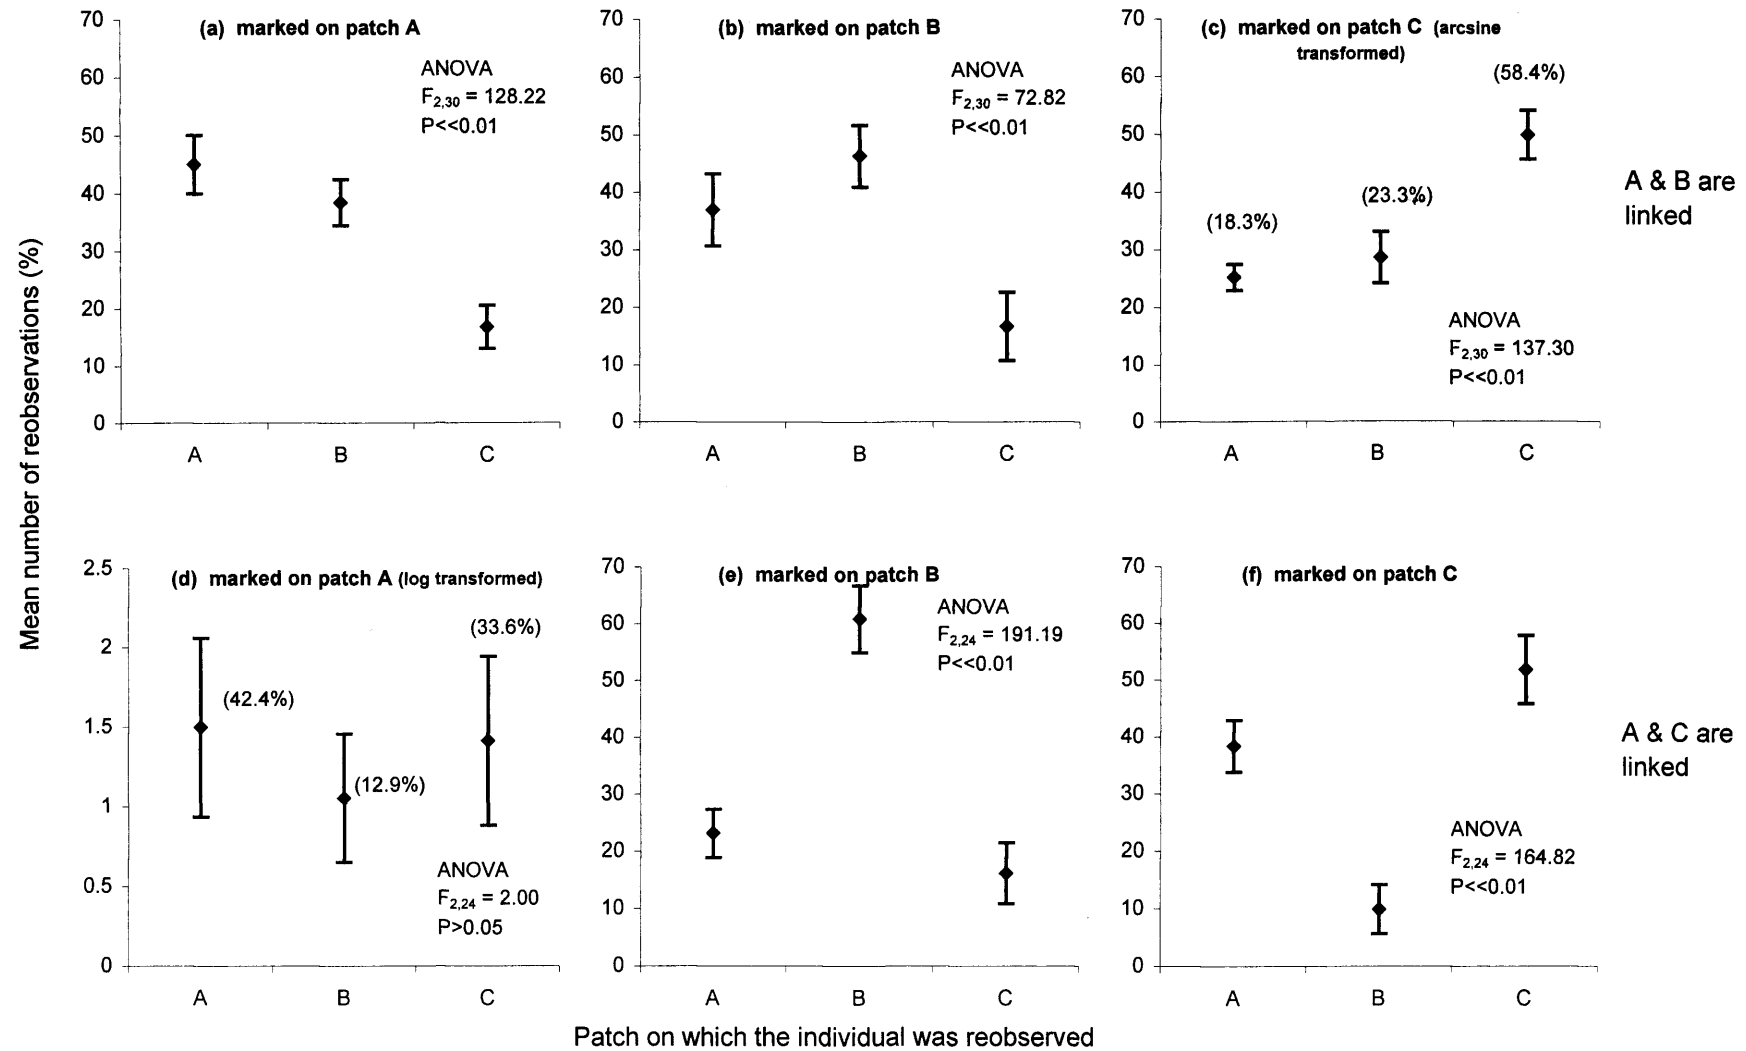 (a) marked on patch A
ANOVA
F2,30 = 128.22
P<<0.01
70
60
50
40
30
20
10
0
A B C
(b) marked on patch B
ANOVA
F2,30 = 72.82
P<<0.01
70
60
50
40
30
20
10
0
A B C
(c) marked on patch C (arcsine
transformed)
(58.4%)
(23.3%)
(18.3%)
ANOVA
F2,30 = 137.30
P<<0.01
70
60
50
40
30
20
10
0
A B C
A & B are
linked
Mean number of reobservations (%)
(d) marked on patch A (log transformed)
(33.6%)
(42.4%)
(12.9%)
ANOVA
F2,24 = 2.00
P>0.05
2.5
2
1.5
1
0.5
0
A B C
(e) marked on patch B
ANOVA
F2,24 = 191.19
P<<0.01
70
60
50
40
30
20
10
0
A B C
(f) marked on patch C
ANOVA
F2,24 = 164.82
P<<0.01
70
60
50
40
30
20
10
0
A B C
A & C are
linked
Patch on which the individual was reobserved